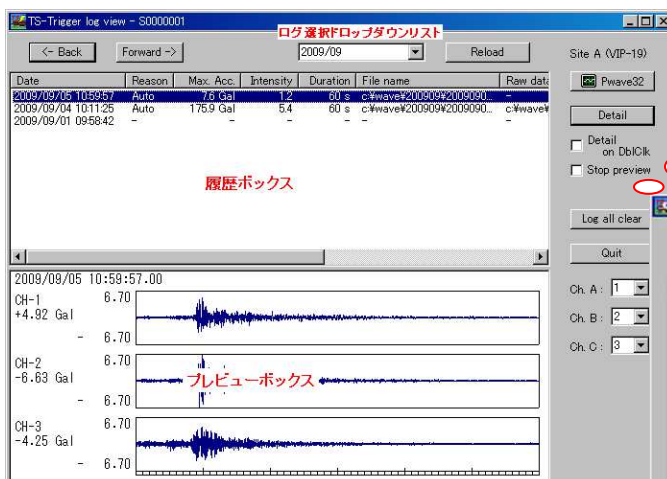 TS-Trigger log view - S0000001
ログ選択ドロップダウンリスト
<- Back Forward -> 2009/09 Reload Site A (VIP-19)
Pwave32
Date Reason Max. Acc. Intensity Duration File name Raw data
2009/09/05 10:59:57 Auto 7.6 Gal 1.2 60 s c:¥wave¥200909¥2009090... -
2009/09/04 10:11:25 Auto 175.9 Gal 5.4 60 s c:¥wave¥200909¥2009090... c:¥wave¥
2009/09/01 09:58:42 - - - - - -
Detail
Detail
on DblClk
Stop preview
履歴ボックス
Log all clear
Quit
2009/09/05 10:59:57.00
CH-1 6.70
+4.92 Gal
- 6.70
CH-2 6.70
-6.63 Gal
プレビューボックス
- 6.70
CH-3 6.70
-4.25 Gal
- 6.70
Ch. A : 1
Ch. B : 2
Ch. C : 3